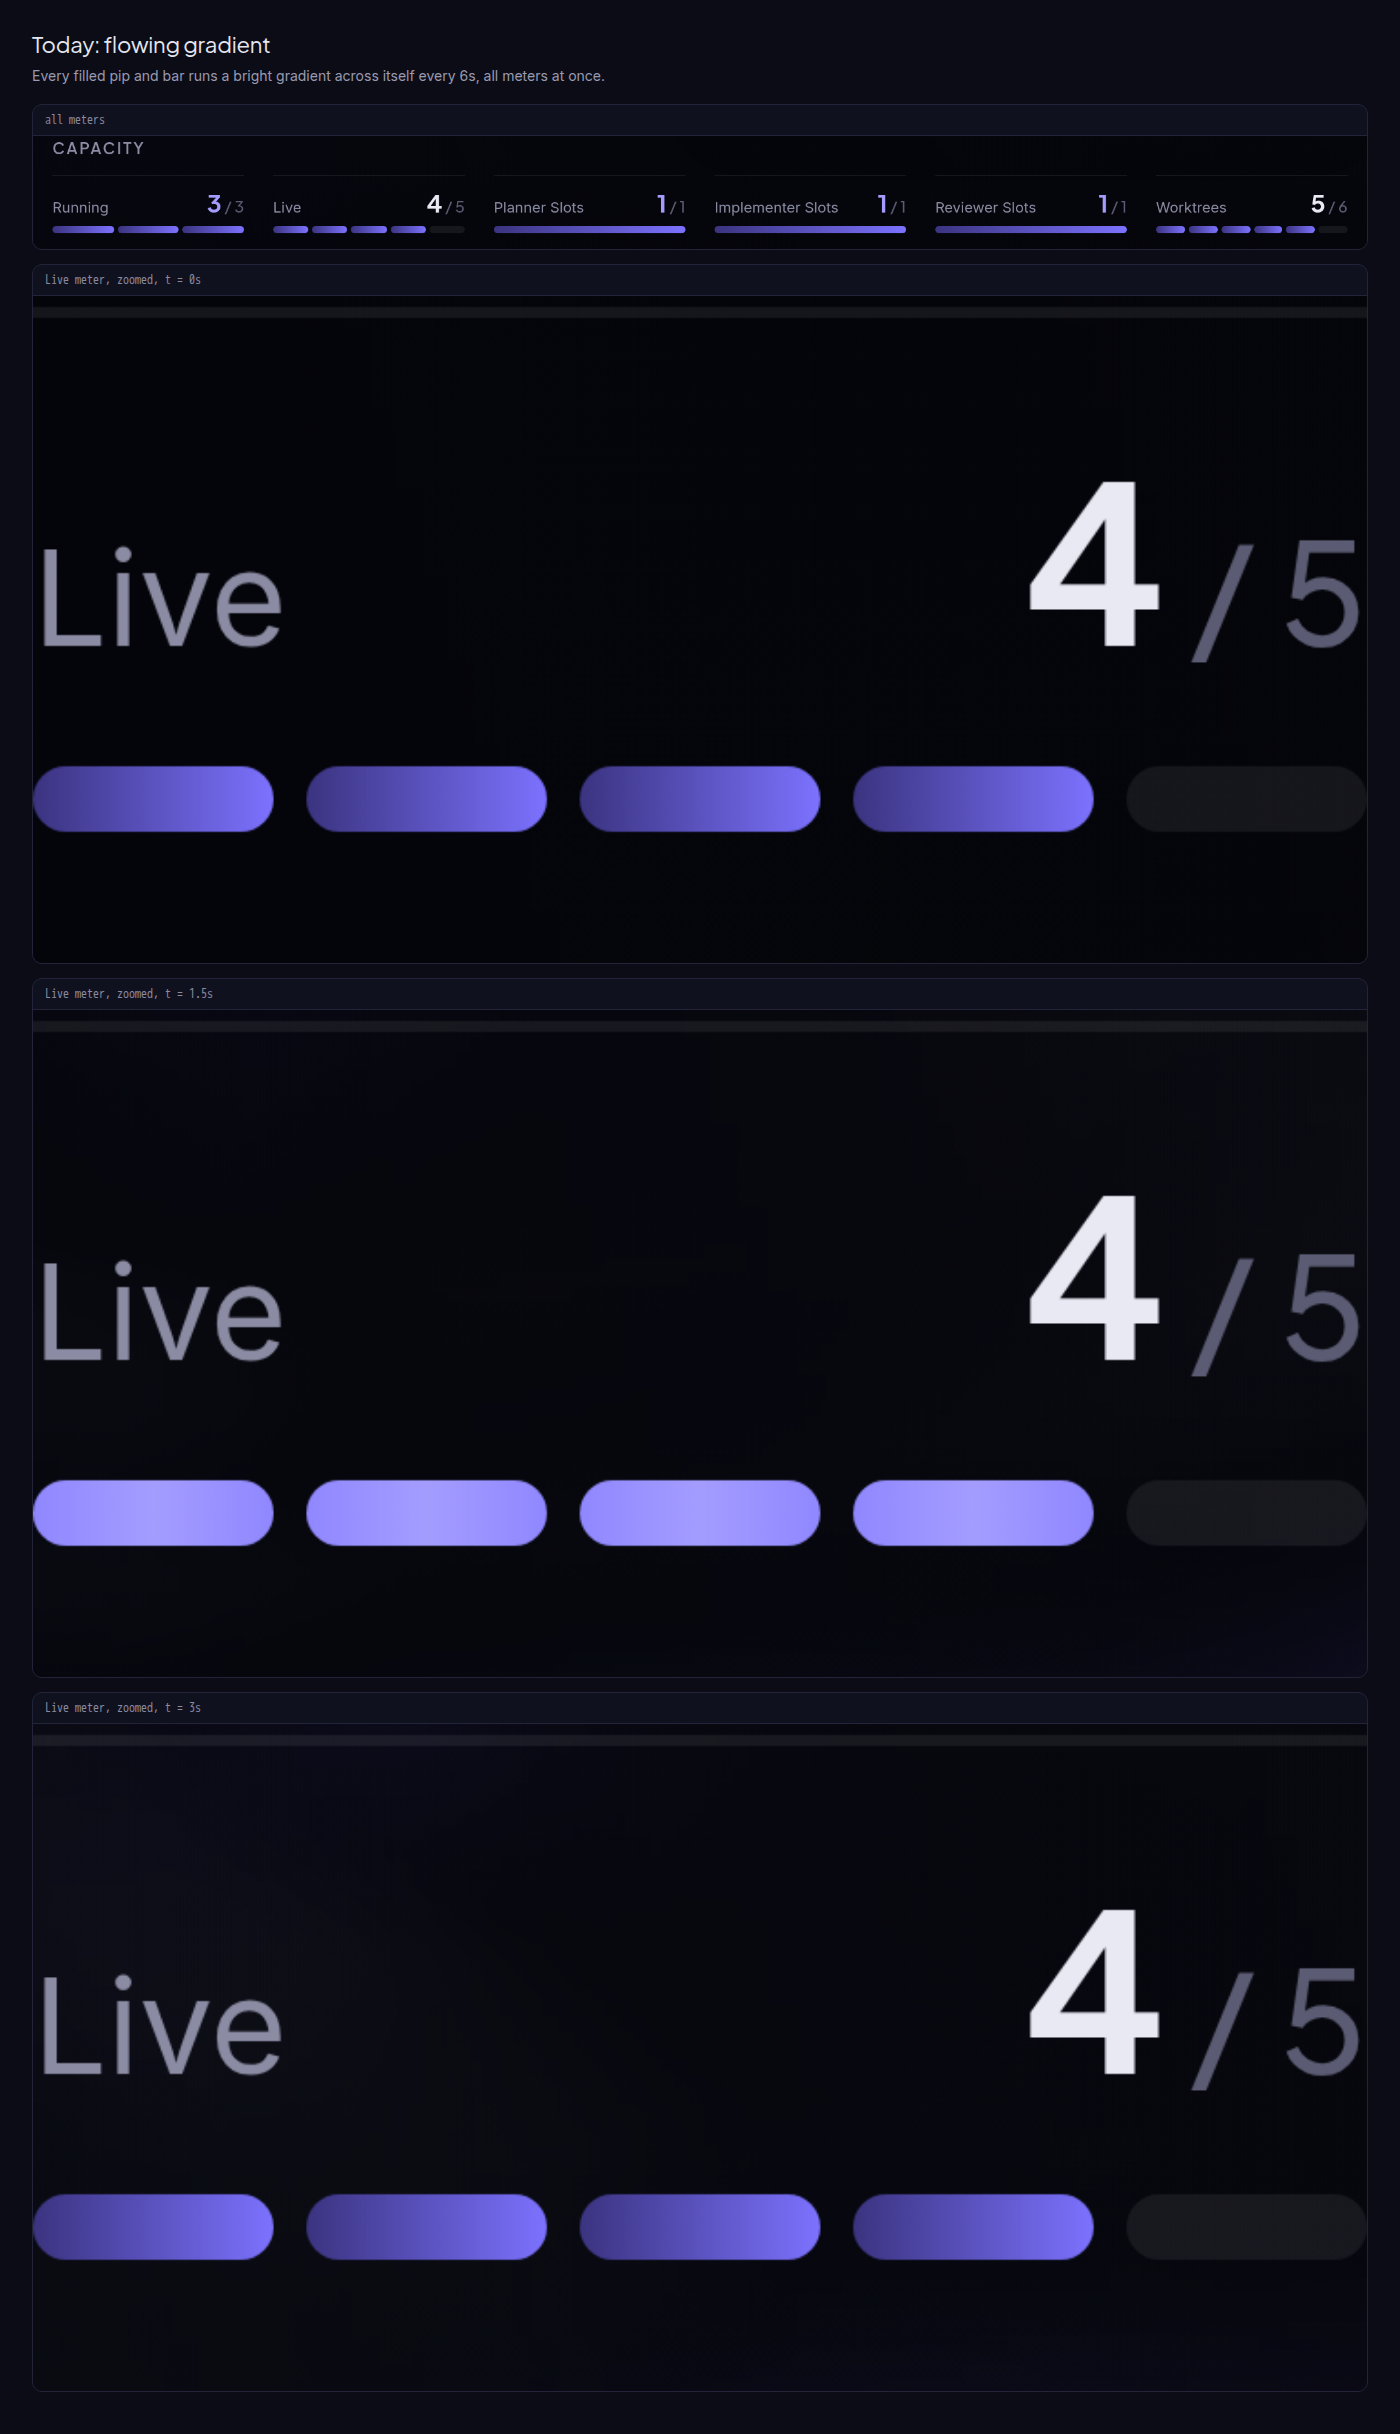 Today: flowing gradient
Every filled pip and bar runs a bright gradient across itself every 6s, all meters at once.
all meters
CAPACITY
Running 3 / 3 Live 4 / 5 Planner Slots 1 / 1 Implementer Slots 1 / 1 Reviewer Slots 1 / 1 Worktrees 5 / 6
Live meter, zoomed, t = 0s
Live 4 / 5
Live meter, zoomed, t = 1.5s
Live 4 / 5
Live meter, zoomed, t = 3s
Live 4 / 5